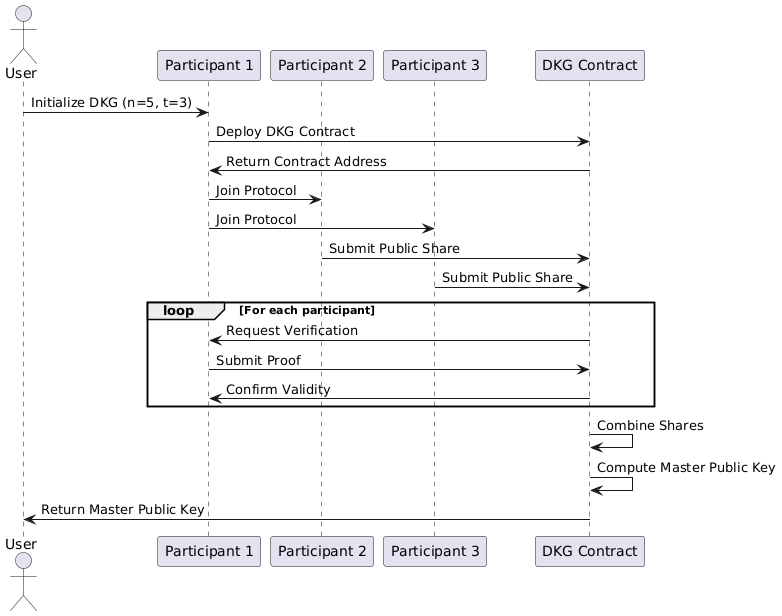 User
Participant 1
Participant 2
Participant 3
DKG Contract
Initialize DKG (n=5, t=3)
Deploy DKG Contract
Return Contract Address
Join Protocol
Join Protocol
Submit Public Share
Submit Public Share
loop
[For each participant]
Request Verification
Submit Proof
Confirm Validity
Combine Shares
Compute Master Public Key
Return Master Public Key
User
Participant 1
Participant 2
Participant 3
DKG Contract